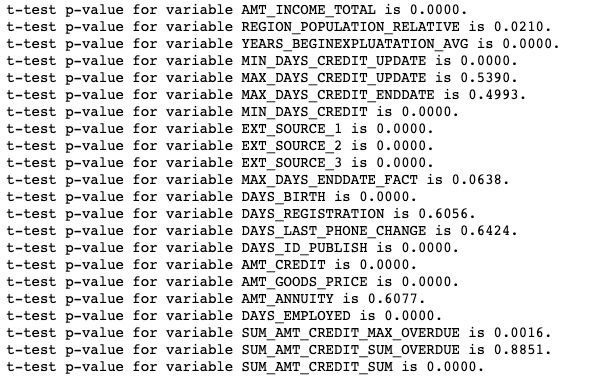 t-test p-value for variable AMT_INCOME_TOTAL is 0.0000.
t-test p-value for variable REGION_POPULATION_RELATIVE is 0.0210.
t-test p-value for variable YEARS_BEGINEXPLUATATION_AVG is 0.0000.
t-test p-value for variable MIN_DAYS_CREDIT_UPDATE is 0.0000.
t-test p-value for variable MAX_DAYS_CREDIT_UPDATE is 0.5390.
t-test p-value for variable MAX_DAYS_CREDIT_ENDDATE is 0.4993.
t-test p-value for variable MIN_DAYS_CREDIT is 0.0000.
t-test p-value for variable EXT_SOURCE_1 is 0.0000.
t-test p-value for variable EXT_SOURCE_2 is 0.0000.
t-test p-value for variable EXT_SOURCE_3 is 0.0000.
t-test p-value for variable MAX_DAYS_ENDDATE_FACT is 0.0638.
t-test p-value for variable DAYS_BIRTH is 0.0000.
t-test p-value for variable DAYS_REGISTRATION is 0.6056.
t-test p-value for variable DAYS_LAST_PHONE_CHANGE is 0.6424.
t-test p-value for variable DAYS_ID_PUBLISH is 0.0000.
t-test p-value for variable AMT_CREDIT is 0.0000.
t-test p-value for variable AMT_GOODS_PRICE is 0.0000.
t-test p-value for variable AMT_ANNUITY is 0.6077.
t-test p-value for variable DAYS_EMPLOYED is 0.0000.
t-test p-value for variable SUM_AMT_CREDIT_MAX_OVERDUE is 0.0016.
t-test p-value for variable SUM_AMT_CREDIT_SUM_OVERDUE is 0.8851.
t-test p-value for variable SUM_AMT_CREDIT_SUM is 0.0000.